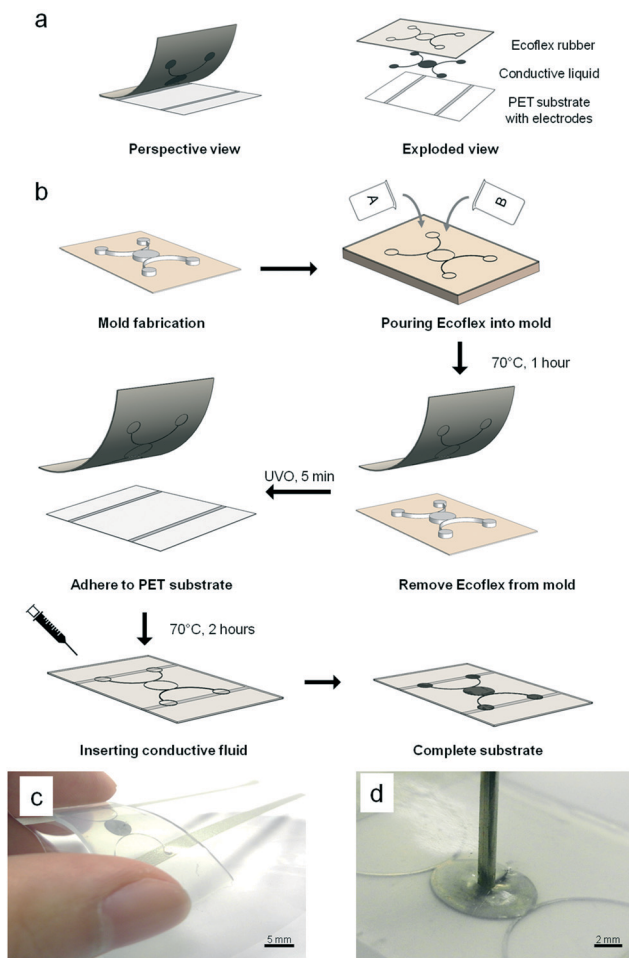 a
Ecoflex rubber
Conductive liquid
PET substrate
with electrodes
Perspective view
Exploded view
b
A
B
Mold fabrication
Pouring Ecoflex into mold
70°C, 1 hour
UVO, 5 min
Adhere to PET substrate
Remove Ecoflex from mold
70°C, 2 hours
Inserting conductive fluid
Complete substrate
c
d
5 mm
2 mm